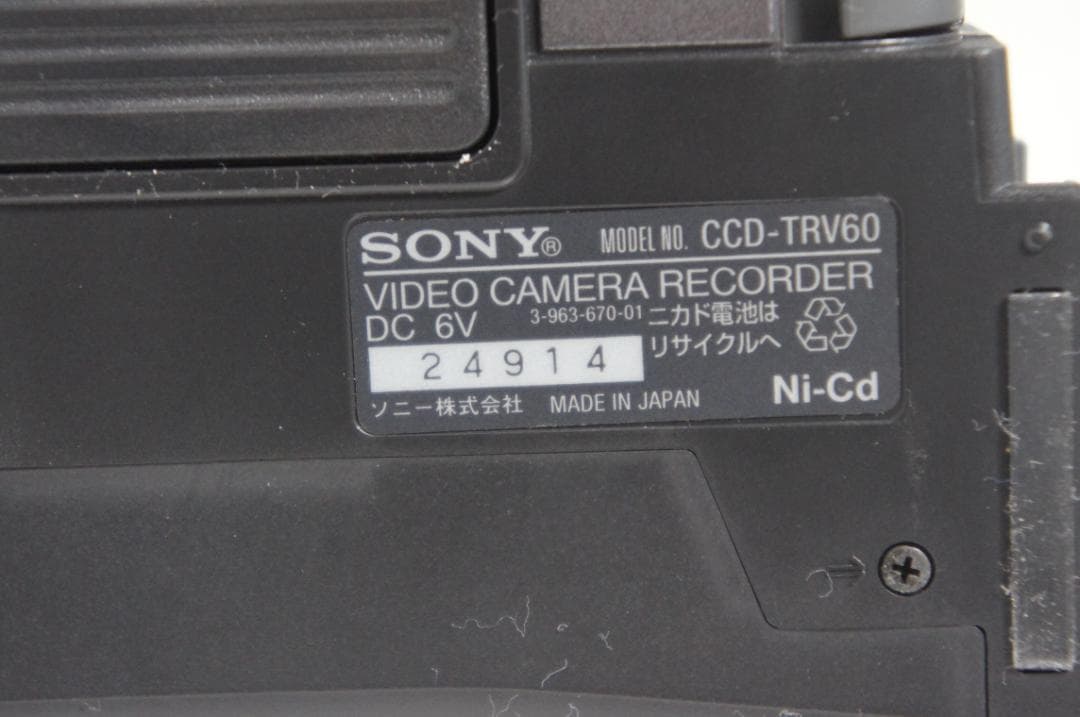 SONY® MODEL NO. CCD-TRV60
VIDEO CAMERA RECORDER
DC 6V 3-963-670-01 ニカド電池は
24914 リサイクルへ
ソニー株式会社 MADE IN JAPAN Ni-Cd